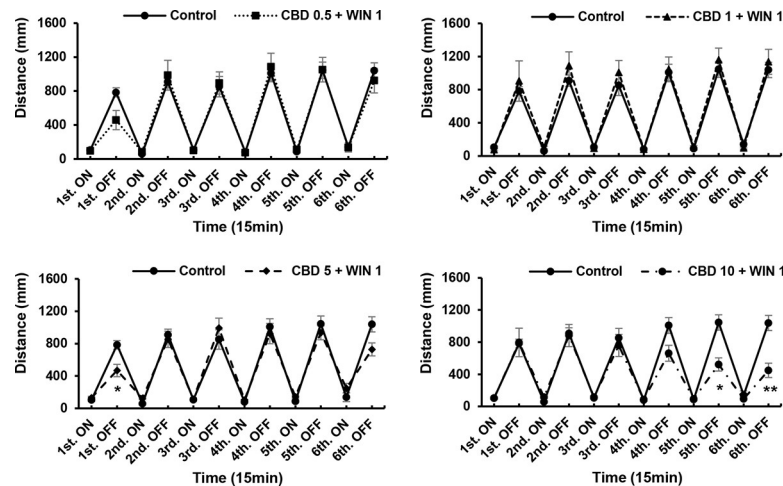 Control CBD 0.5 + WIN 1
Distance (mm)
1600
1200
800
400
0
1st. ON
1st. OFF
2nd. ON
2nd. OFF
3rd. ON
3rd. OFF
4th. ON
4th. OFF
5th. ON
5th. OFF
6th. ON
6th. OFF
Time (15min)
Control CBD 1 + WIN 1
Distance (mm)
1600
1200
800
400
0
1st. ON
1st. OFF
2nd. ON
2nd. OFF
3rd. ON
3rd. OFF
4th. ON
4th. OFF
5th. ON
5th. OFF
6th. ON
6th. OFF
Time (15min)
Control CBD 5 + WIN 1
Distance (mm)
1600
1200
800
400
0
*
1st. ON
1st. OFF
2nd. ON
2nd. OFF
3rd. ON
3rd. OFF
4th. ON
4th. OFF
5th. ON
5th. OFF
6th. ON
6th. OFF
Time (15min)
Control CBD 10 + WIN 1
Distance (mm)
1600
1200
800
400
0
* **
1st. ON
1st. OFF
2nd. ON
2nd. OFF
3rd. ON
3rd. OFF
4th. ON
4th. OFF
5th. ON
5th. OFF
6th. ON
6th. OFF
Time (15min)